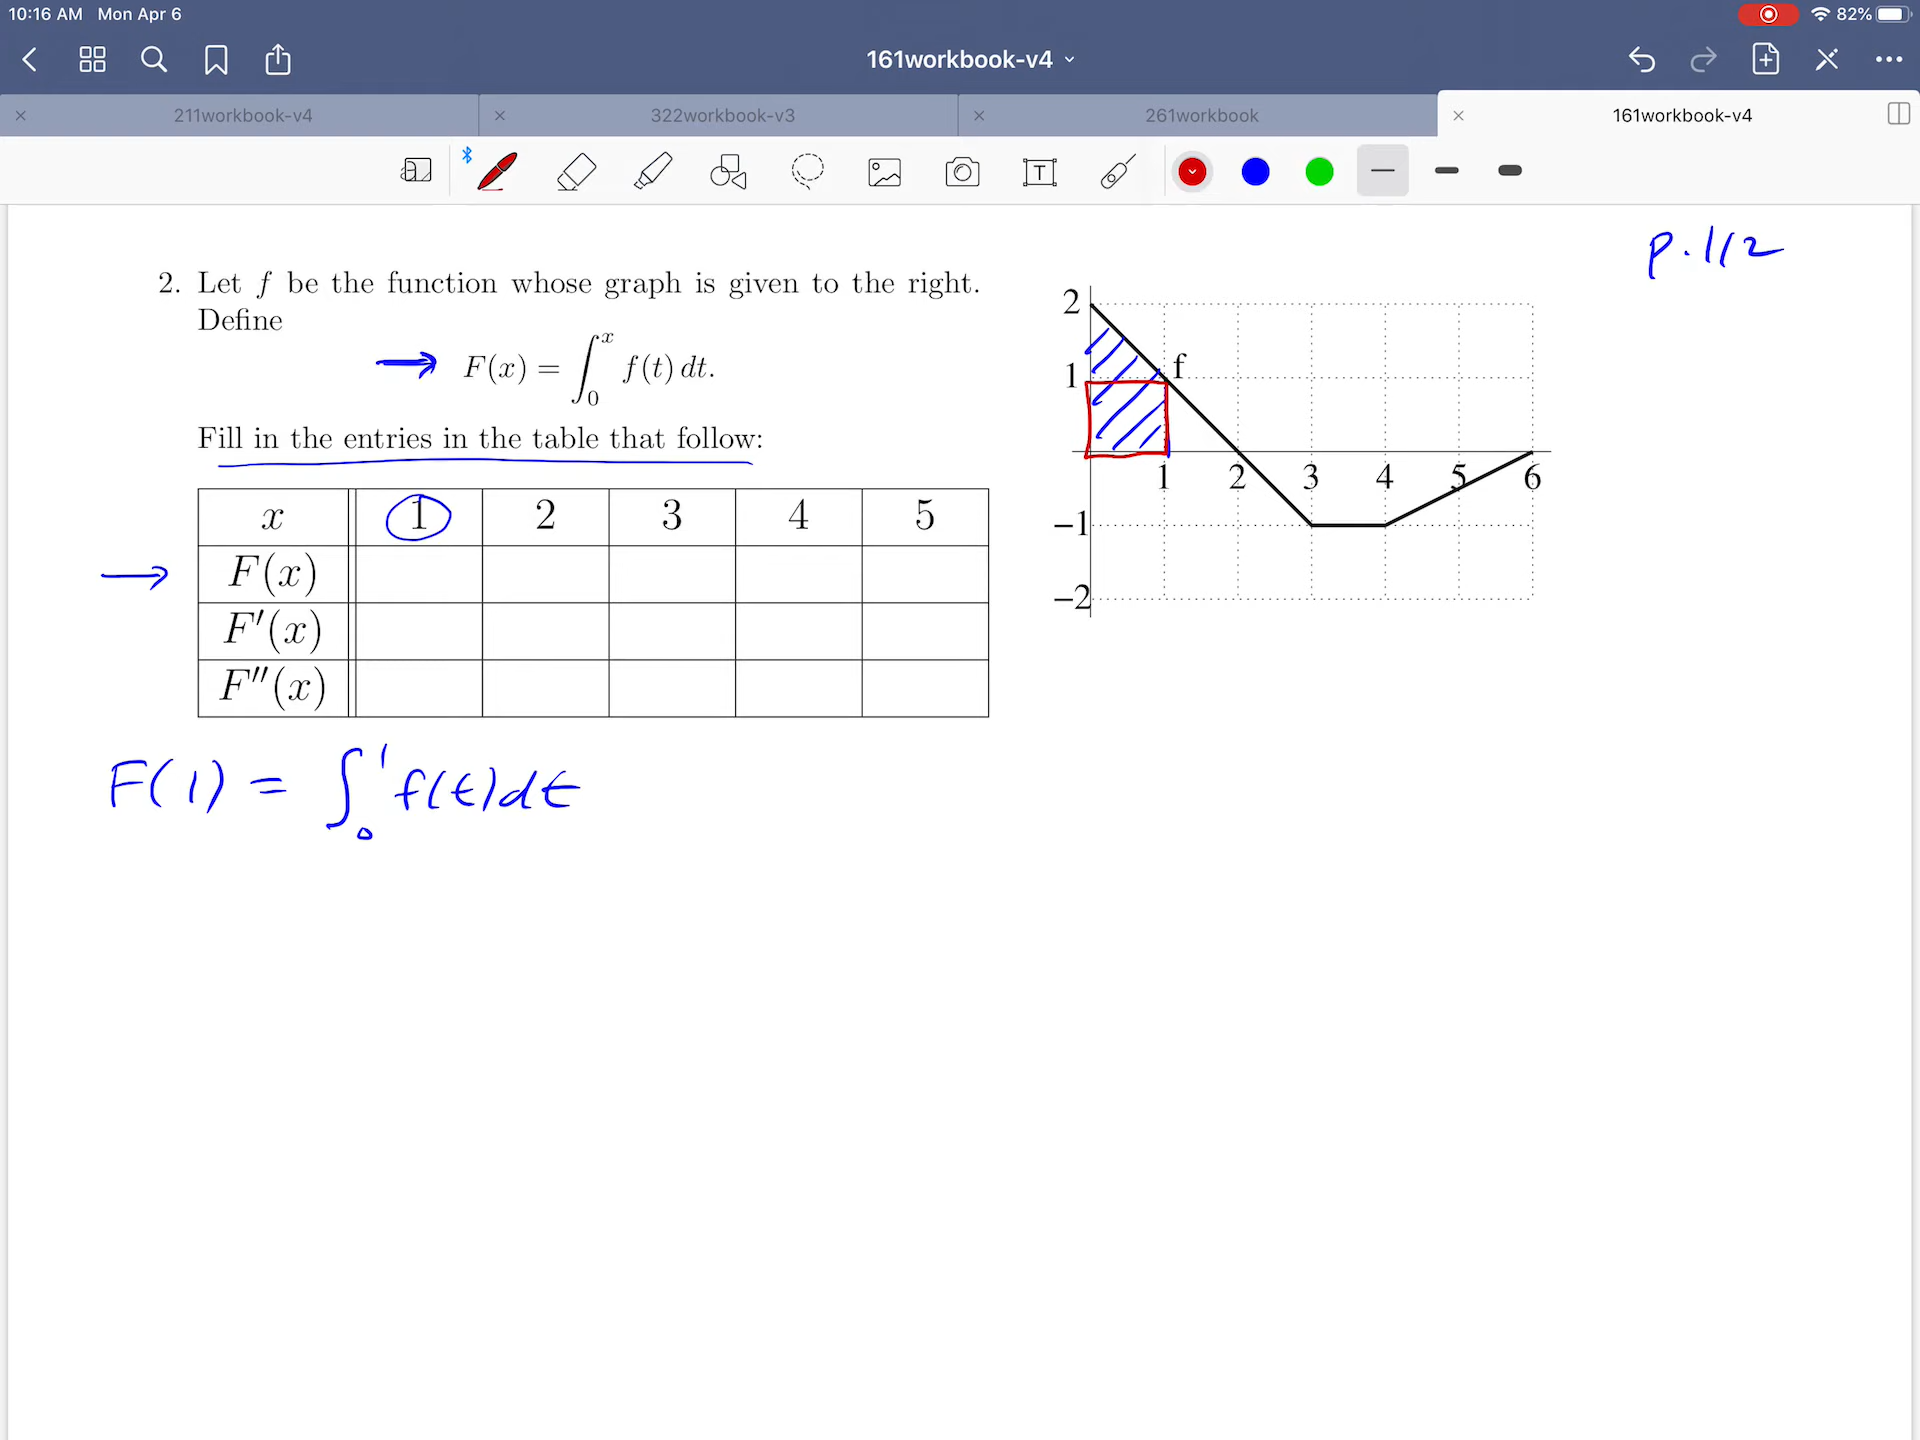 10:16 AM Mon Apr 6
82%
161workbook-v4
211workbook-v4
322workbook-v3
261workbook
161workbook-v4
p. 112
2. Let f be the function whose graph is given to the right.
Define
F(x) = ∫₀ˣ f(t) dt.
Fill in the entries in the table that follow:
x 1 2 3 4 5
F(x)
F′(x)
F″(x)
2
1
f
1 2 3 4 5 6
−1
−2
F(1) = ∫₀¹ f(t)dt